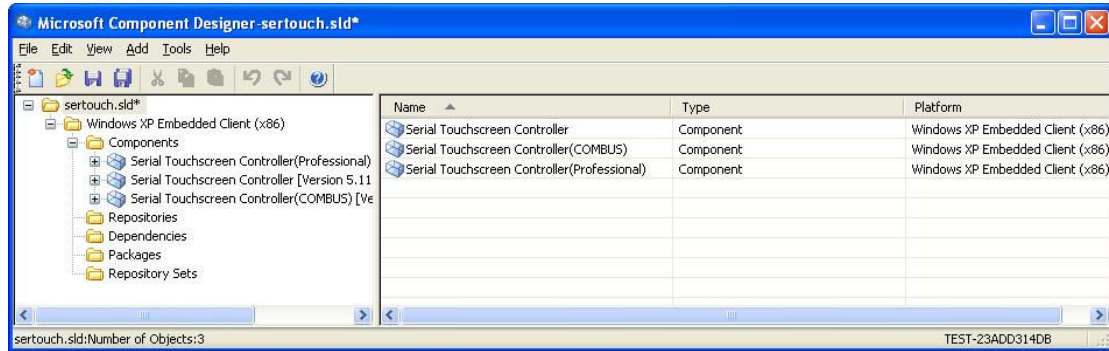 Microsoft Component Designer-sertouch.sld*
File Edit View Add Tools Help
sertouch.sld*
Windows XP Embedded Client (x86)
Components
Serial Touchscreen Controller(Professional)
Serial Touchscreen Controller [Version 5.11
Serial Touchscreen Controller(COMBUS) [Ve
Repositories
Dependencies
Packages
Repository Sets
Name Type Platform
Serial Touchscreen Controller Component Windows XP Embedded Client (x86)
Serial Touchscreen Controller(COMBUS) Component Windows XP Embedded Client (x86)
Serial Touchscreen Controller(Professional) Component Windows XP Embedded Client (x86)
sertouch.sld:Number of Objects:3 TEST-23ADD314DB